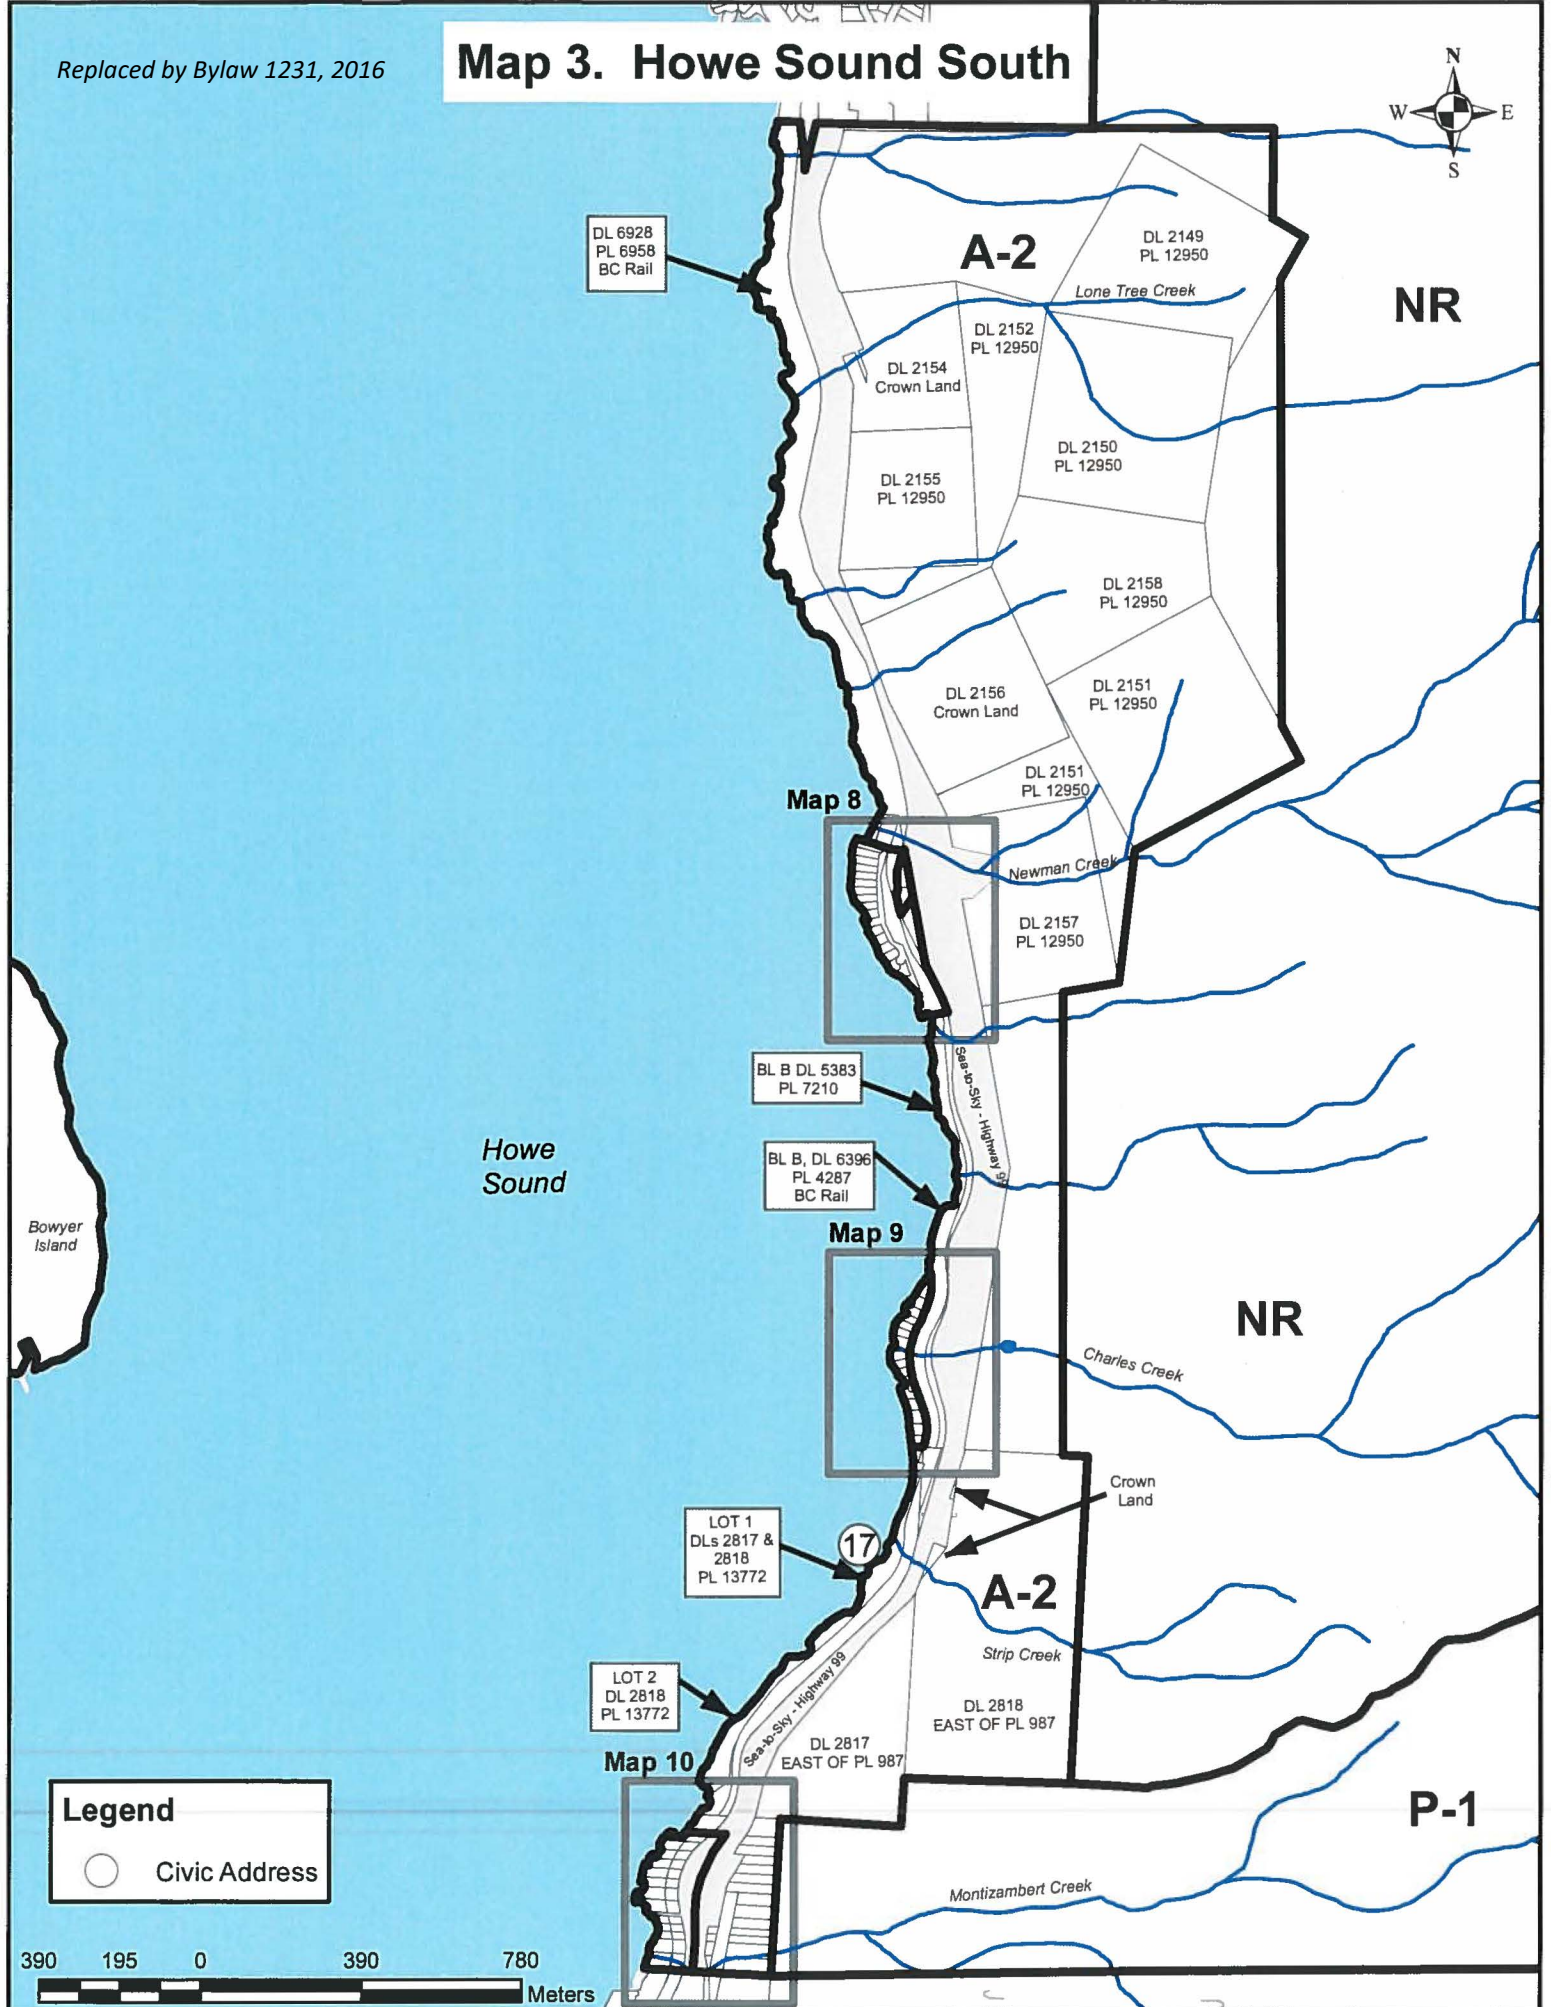 Replaced by Bylaw 1231, 2016
Map 3. Howe Sound South
N
W
E
S
DL 6928
PL 6958
BC Rail
A-2
DL 2149
PL 12950
Lone Tree Creek
NR
DL 2152
PL 12950
DL 2154
Crown Land
DL 2150
PL 12950
DL 2155
PL 12950
DL 2158
PL 12950
DL 2156
Crown Land
DL 2151
PL 12950
DL 2151
PL 12950
Map 8
Newman Creek
DL 2157
PL 12950
BL B DL 5383
PL 7210
Sea-to-Sky - Highway 99
Howe
Sound
BL B, DL 6396
PL 4287
BC Rail
Bowyer
Island
Map 9
NR
Charles Creek
Crown
Land
LOT 1
DLs 2817 &
2818
PL 13772
17
A-2
Strip Creek
LOT 2
DL 2818
PL 13772
Sea-to-Sky - Highway 99
DL 2818
EAST OF PL 987
DL 2817
EAST OF PL 987
Map 10
P-1
Legend
Civic Address
Montizambert Creek
390 195 0 390 780
Meters